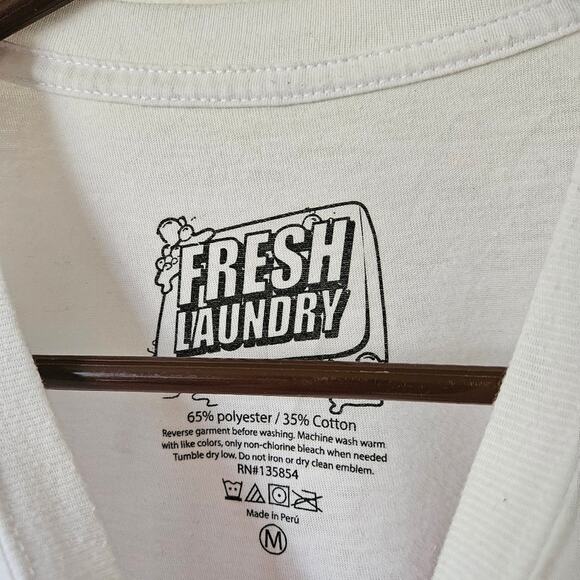 FRESH
LAUNDRY
65% polyester / 35% Cotton
Reverse garment before washing. Machine wash warm
with like colors, only non-chlorine bleach when needed
Tumble dry low. Do not iron or dry clean emblem.
RN#135854
Made in Perú
M